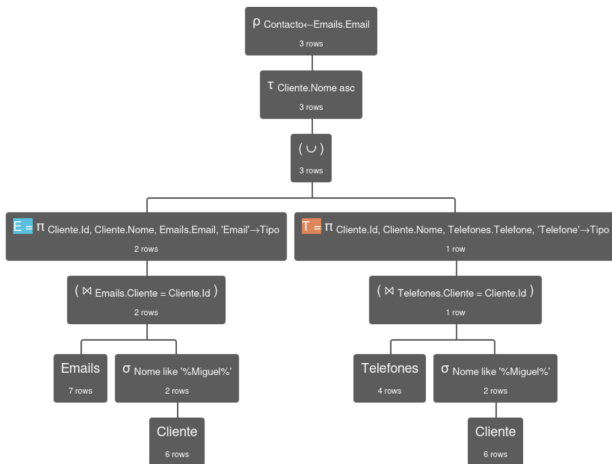 ρ Contacto←Emails.Email
3 rows
τ Cliente.Nome asc
3 rows
( ∪ )
3 rows
E = π Cliente.Id, Cliente.Nome, Emails.Email, 'Email'→Tipo
2 rows
T = π Cliente.Id, Cliente.Nome, Telefones.Telefone, 'Telefone'→Tipo
1 row
( ⋈ Emails.Cliente = Cliente.Id )
2 rows
( ⋈ Telefones.Cliente = Cliente.Id )
1 row
Emails
7 rows
σ Nome like '%Miguel%'
2 rows
Telefones
4 rows
σ Nome like '%Miguel%'
2 rows
Cliente
6 rows
Cliente
6 rows